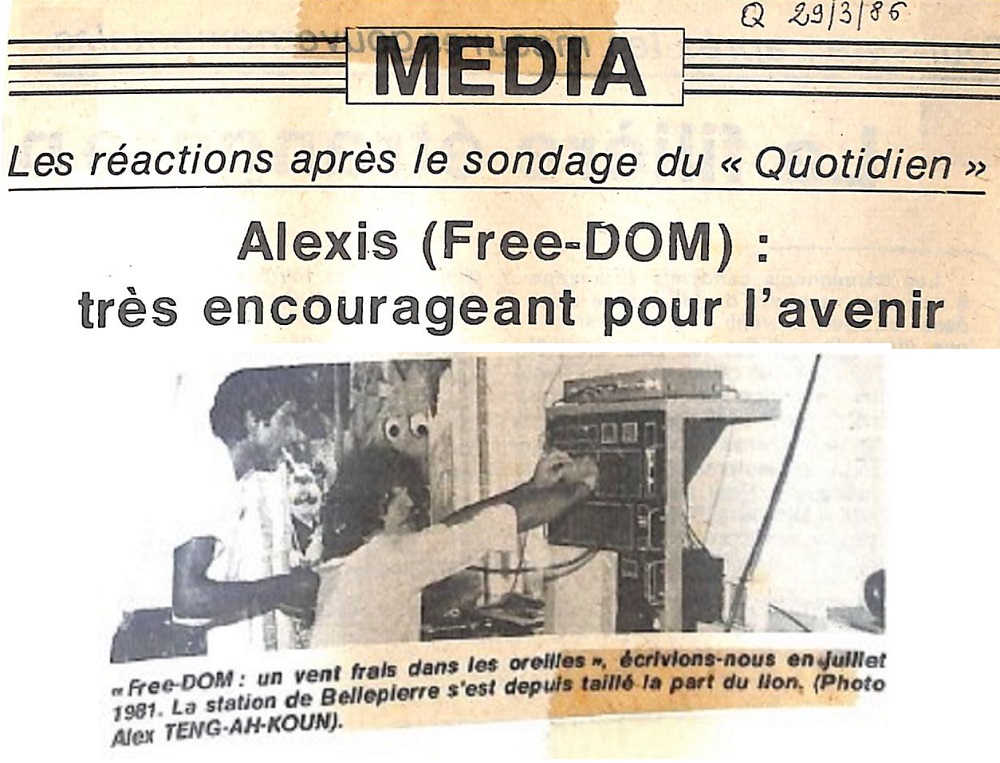 Q 29/3/86
MEDIA
Les réactions après le sondage du « Quotidien »
Alexis (Free-DOM) :
très encourageant pour l'avenir
« Free-DOM : un vent frais dans les oreilles », écrivions-nous en juillet
1981. La station de Bellepierre s'est depuis taillé la part du lion. (Photo
Alex TENG-AH-KOUN).